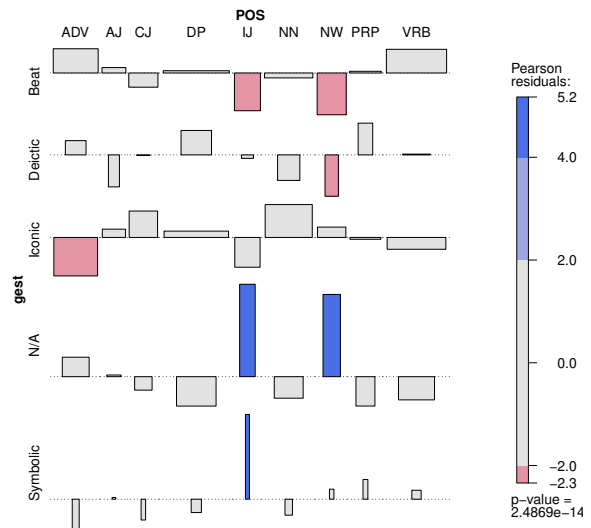 POS
ADV AJ CJ DP IJ NN NW PRP VRB
gest
Beat
Deictic
Iconic
N/A
Symbolic
Pearson
residuals:
5.2
4.0
2.0
0.0
−2.0
−2.3
p−value =
2.4869e−14